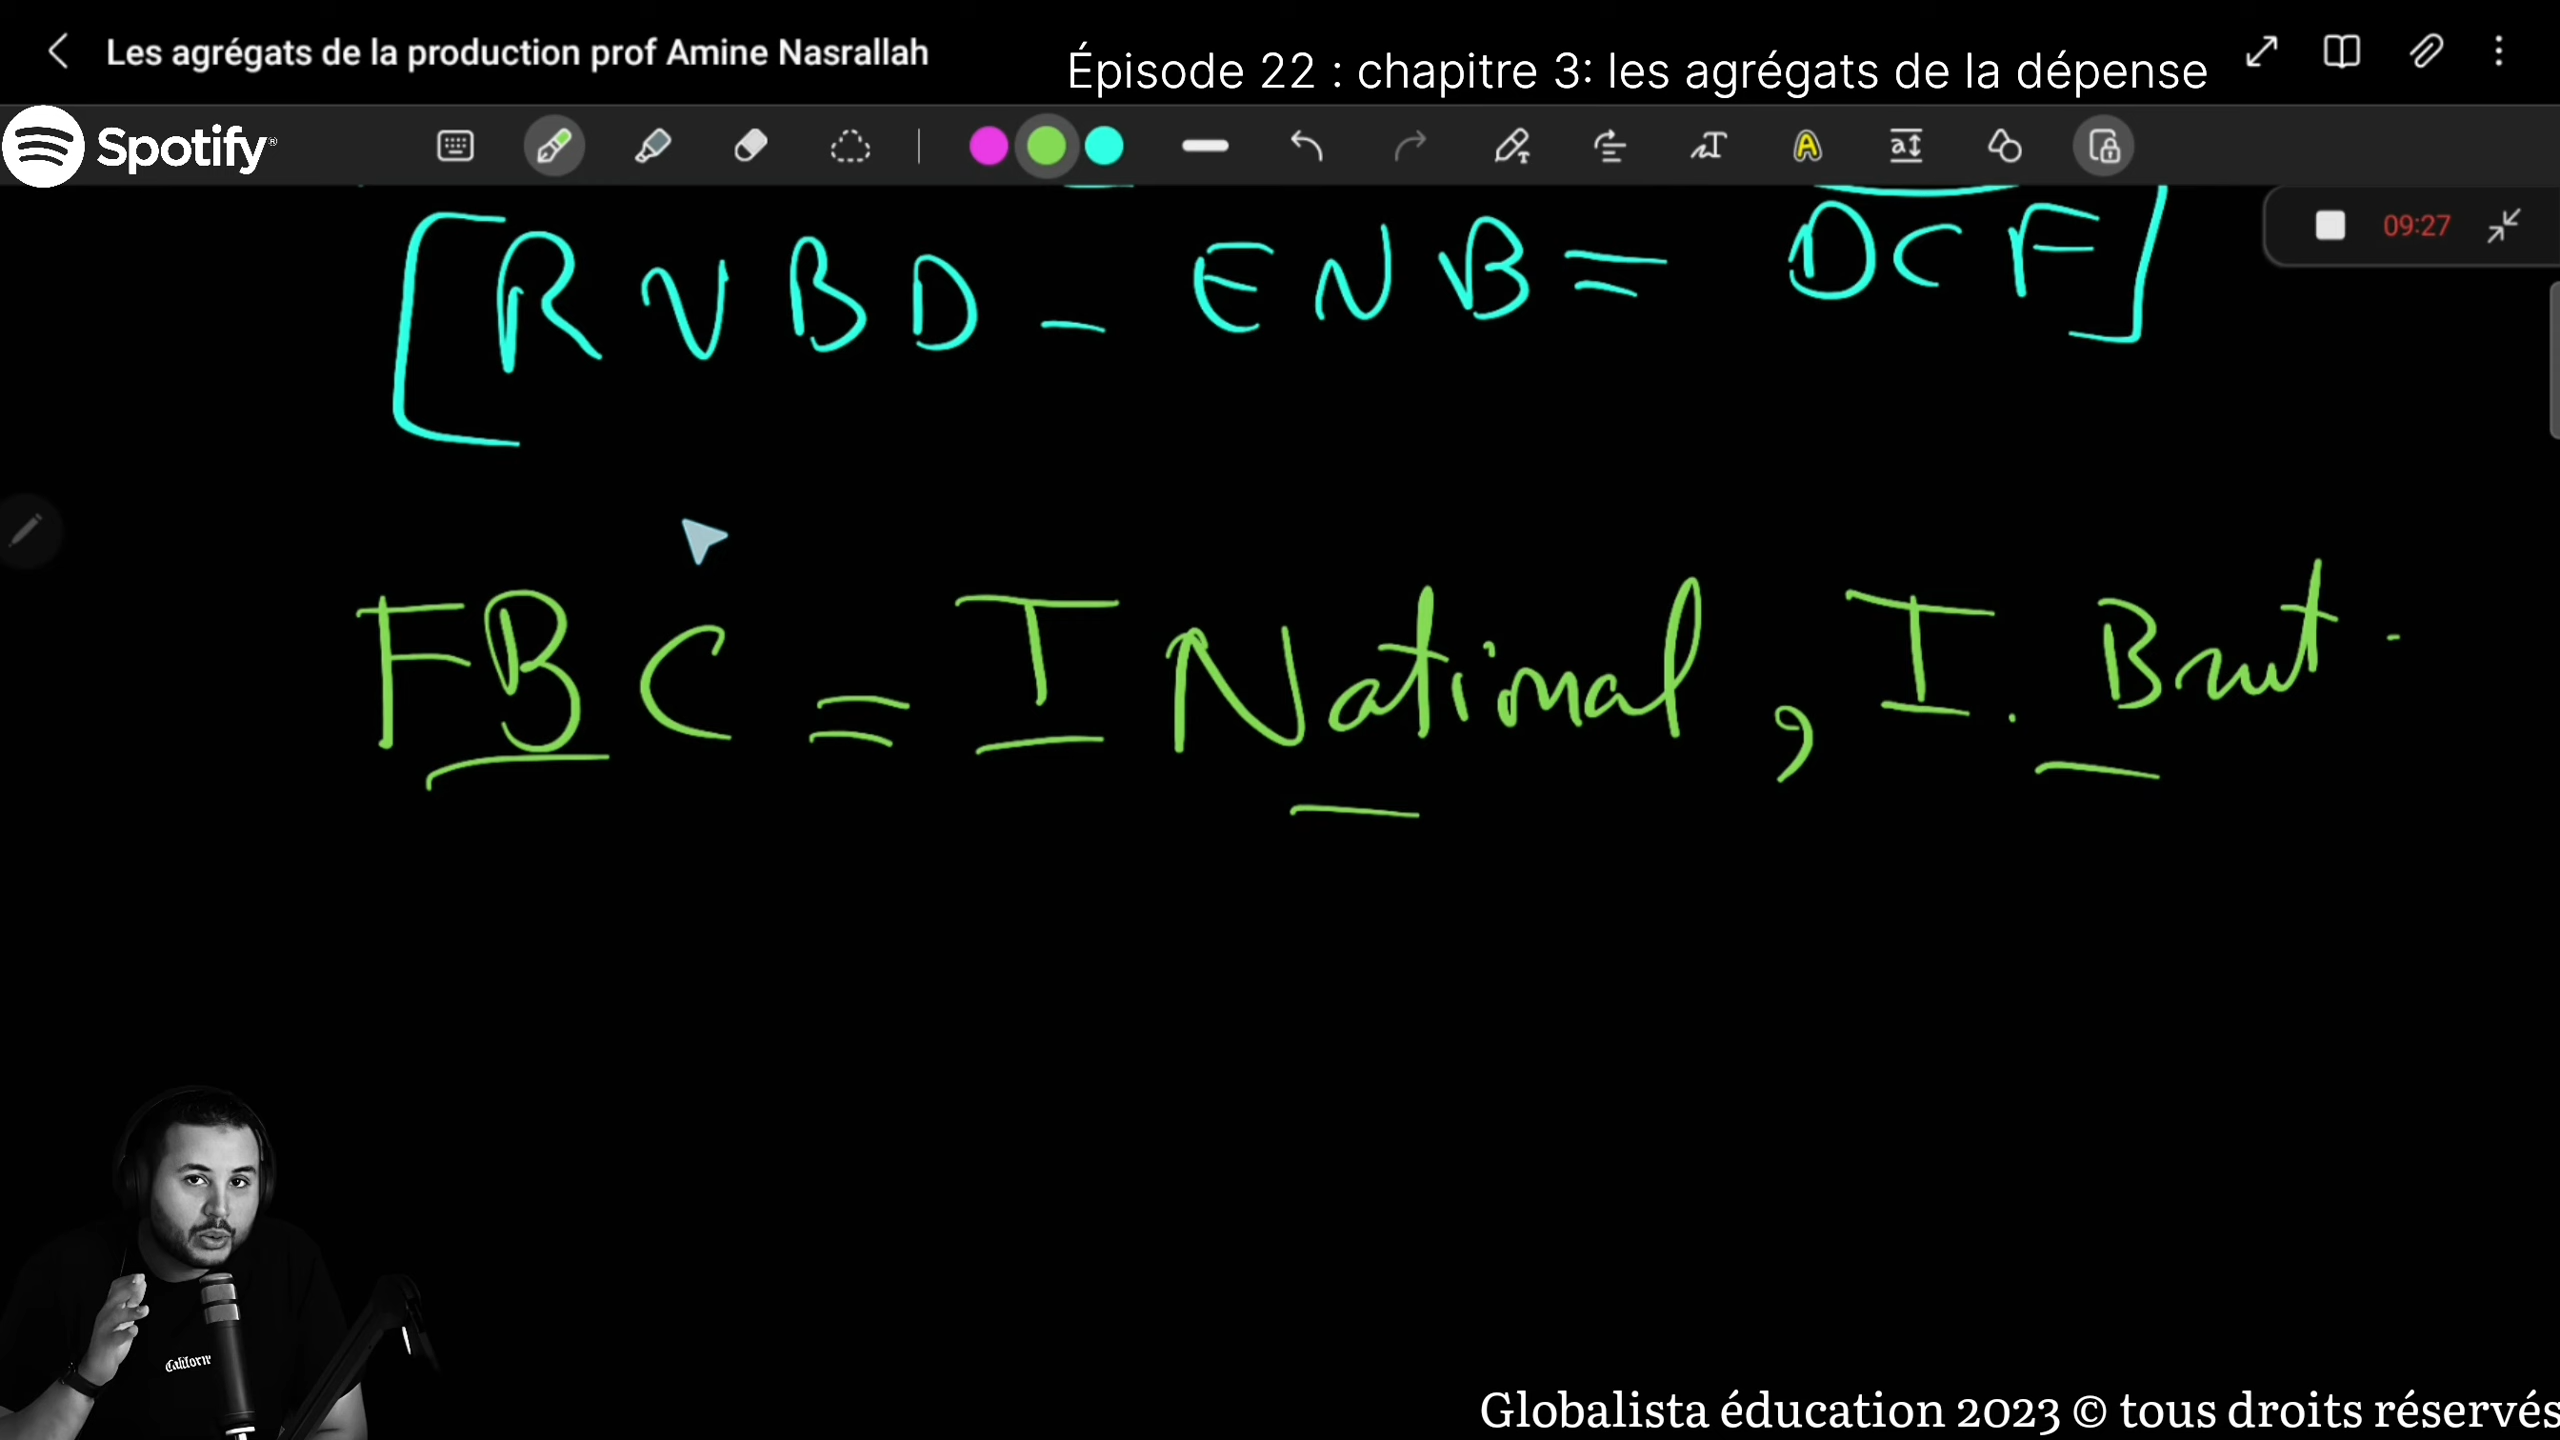 Les agrégats de la production prof Amine Nasrallah
Épisode 22 : chapitre 3: les agrégats de la dépense
Spotify®
09:27
[RNBD - ENB = DCF]
FBC = I National, I. Brut.
Californ
Globalista éducation 2023 © tous droits réservés